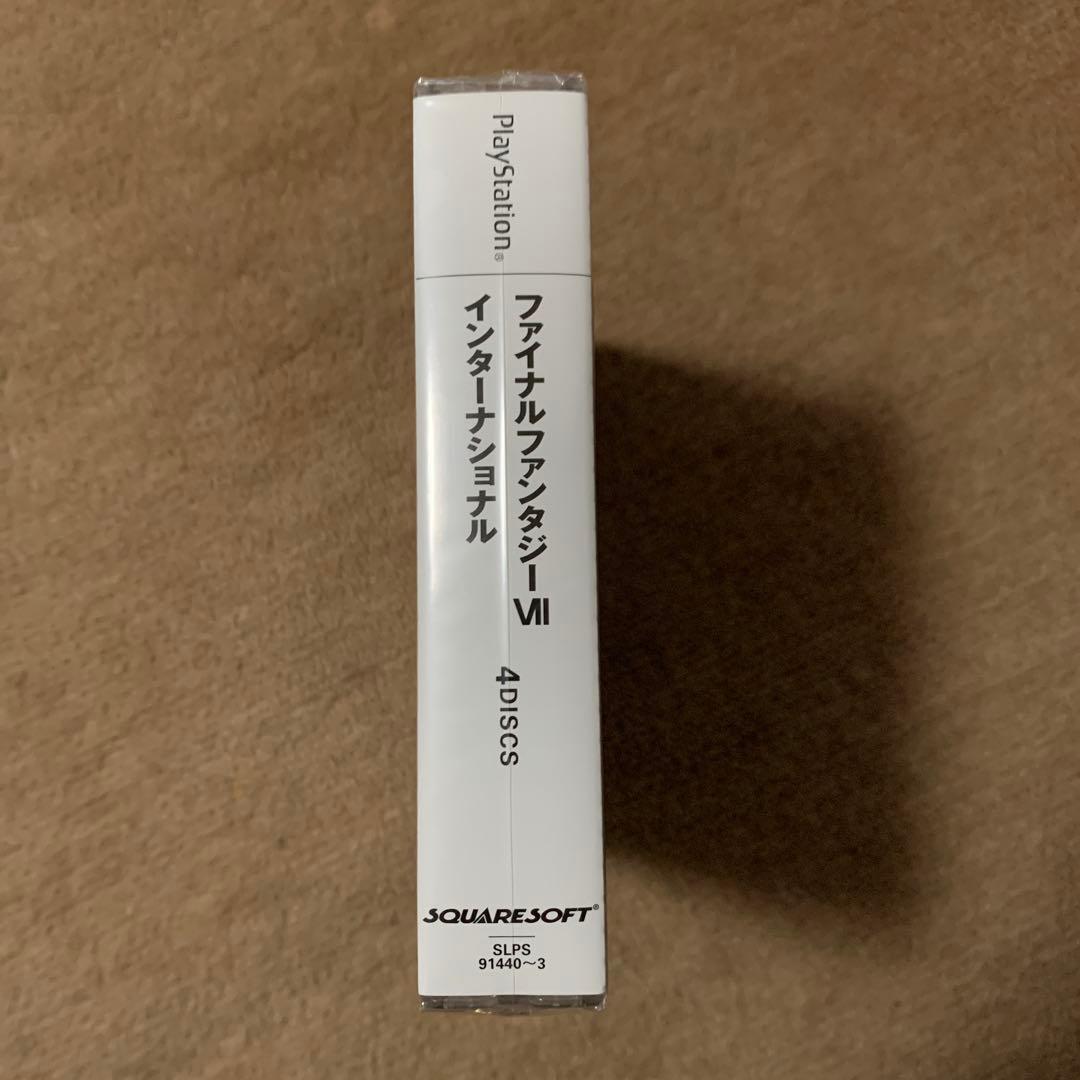 PlayStation®
ファイナルファンタジーVII
インターナショナル
4DISCS
SQUARESOFT®
SLPS
91440〜3